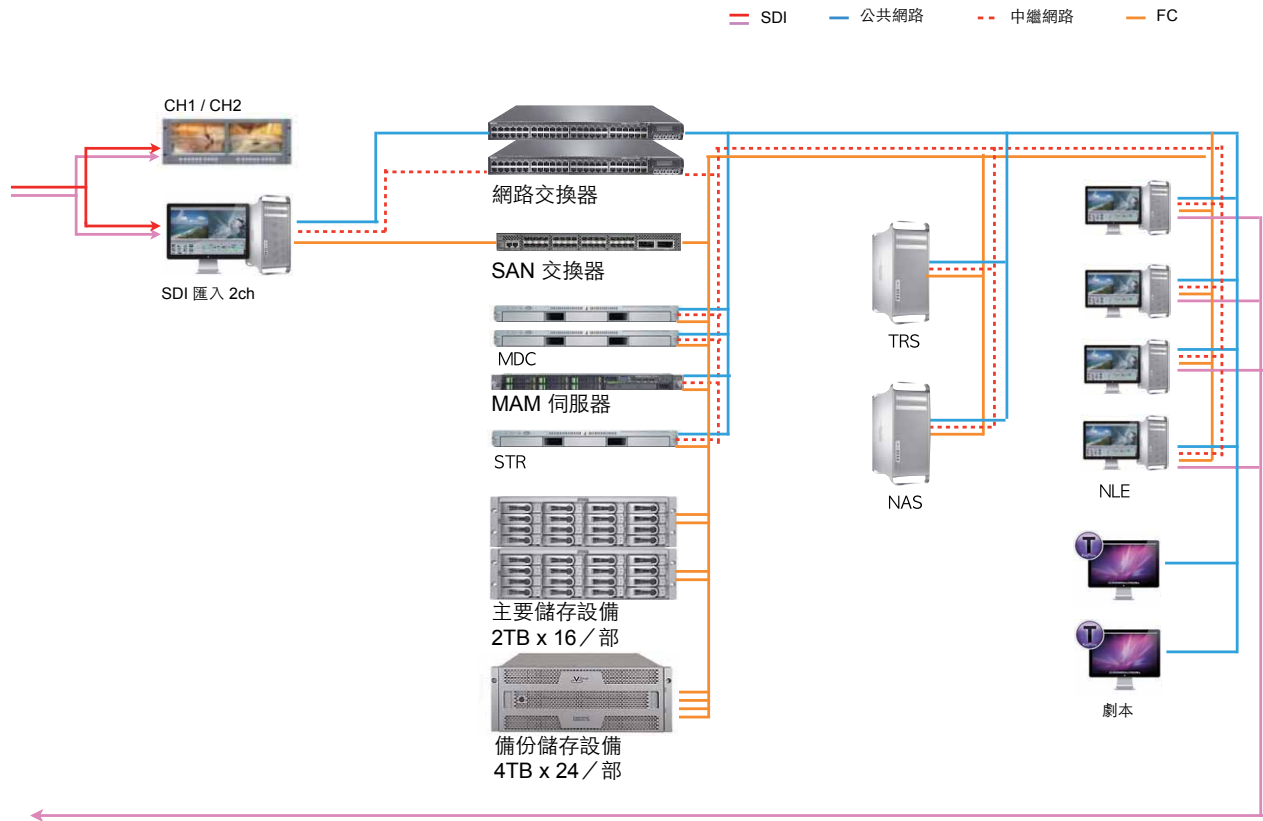 SDI
公共網路
中繼網路
FC
CH1 / CH2
SDI 匯入 2ch
網路交換器
SAN 交換器
MDC
MAM 伺服器
STR
主要儲存設備
2TB x 16／部
備份儲存設備
4TB x 24／部
TRS
NAS
NLE
T
T
劇本